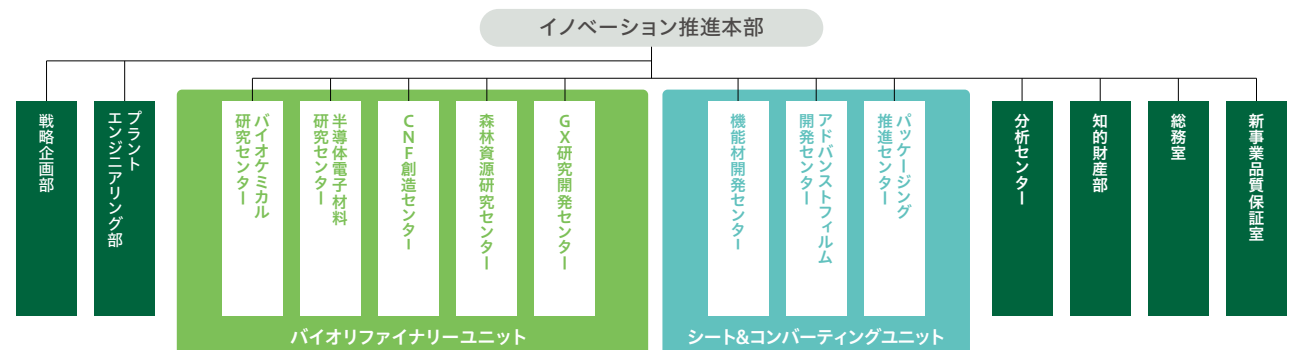 イノベーション推進本部
戦略企画部
プラント
エンジニアリング部
バイオケミカル
研究センター
半導体電子材料
研究センター
CNF創造センター
森林資源研究センター
GX研究開発センター
バイオリファイナリーユニット
機能材開発センター
アドバンストフィルム
開発センター
パッケージング
推進センター
シート&コンバーティングユニット
分析センター
知的財産部
総務室
新事業品質保証室